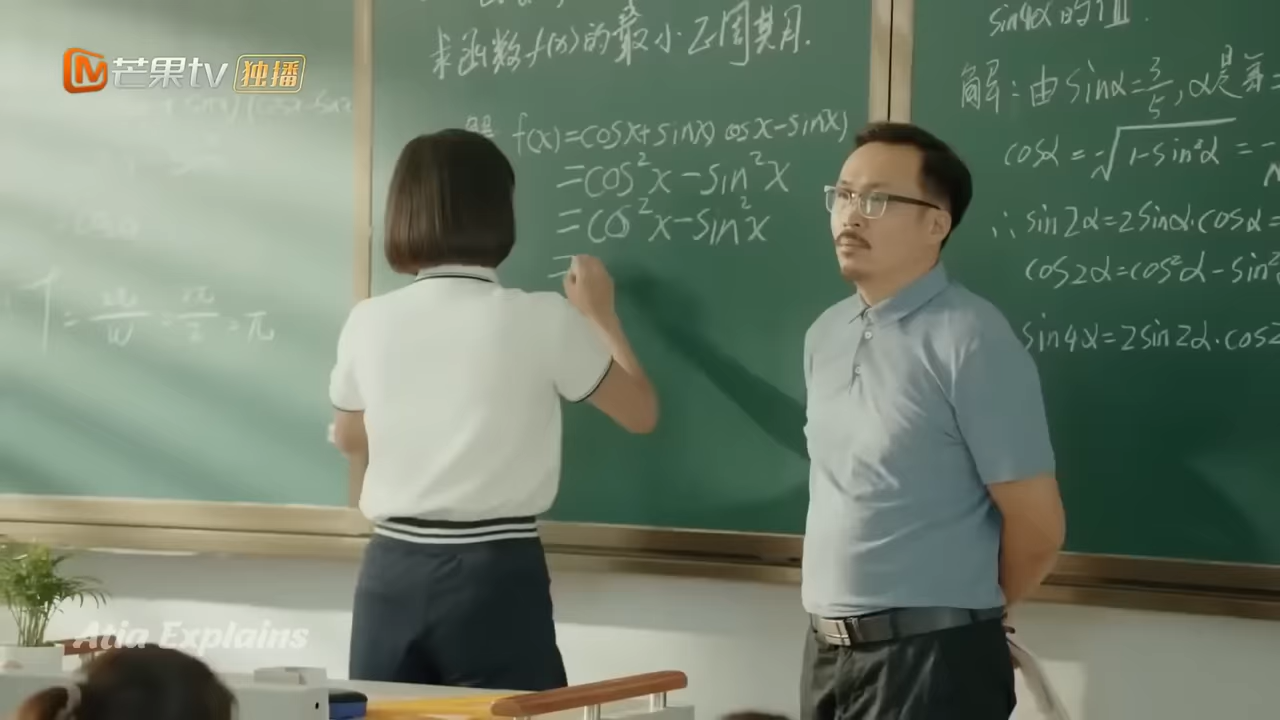 芒果tv 独播
求函数f(x)的最小正周期.
解 f(x)=cosx+sinx)cosx-sinx)
=cos²x-sin²x
=cos²x-sin²x
=
sin4α的值.
解:由sinα=3/5,α是第二
cosα=-√1-sin²α=-
∴sin2α=2sinα·cosα=
cos2α=cos²α-sin²
sin4α=2sin2α·cos2
=π
Atia Explains